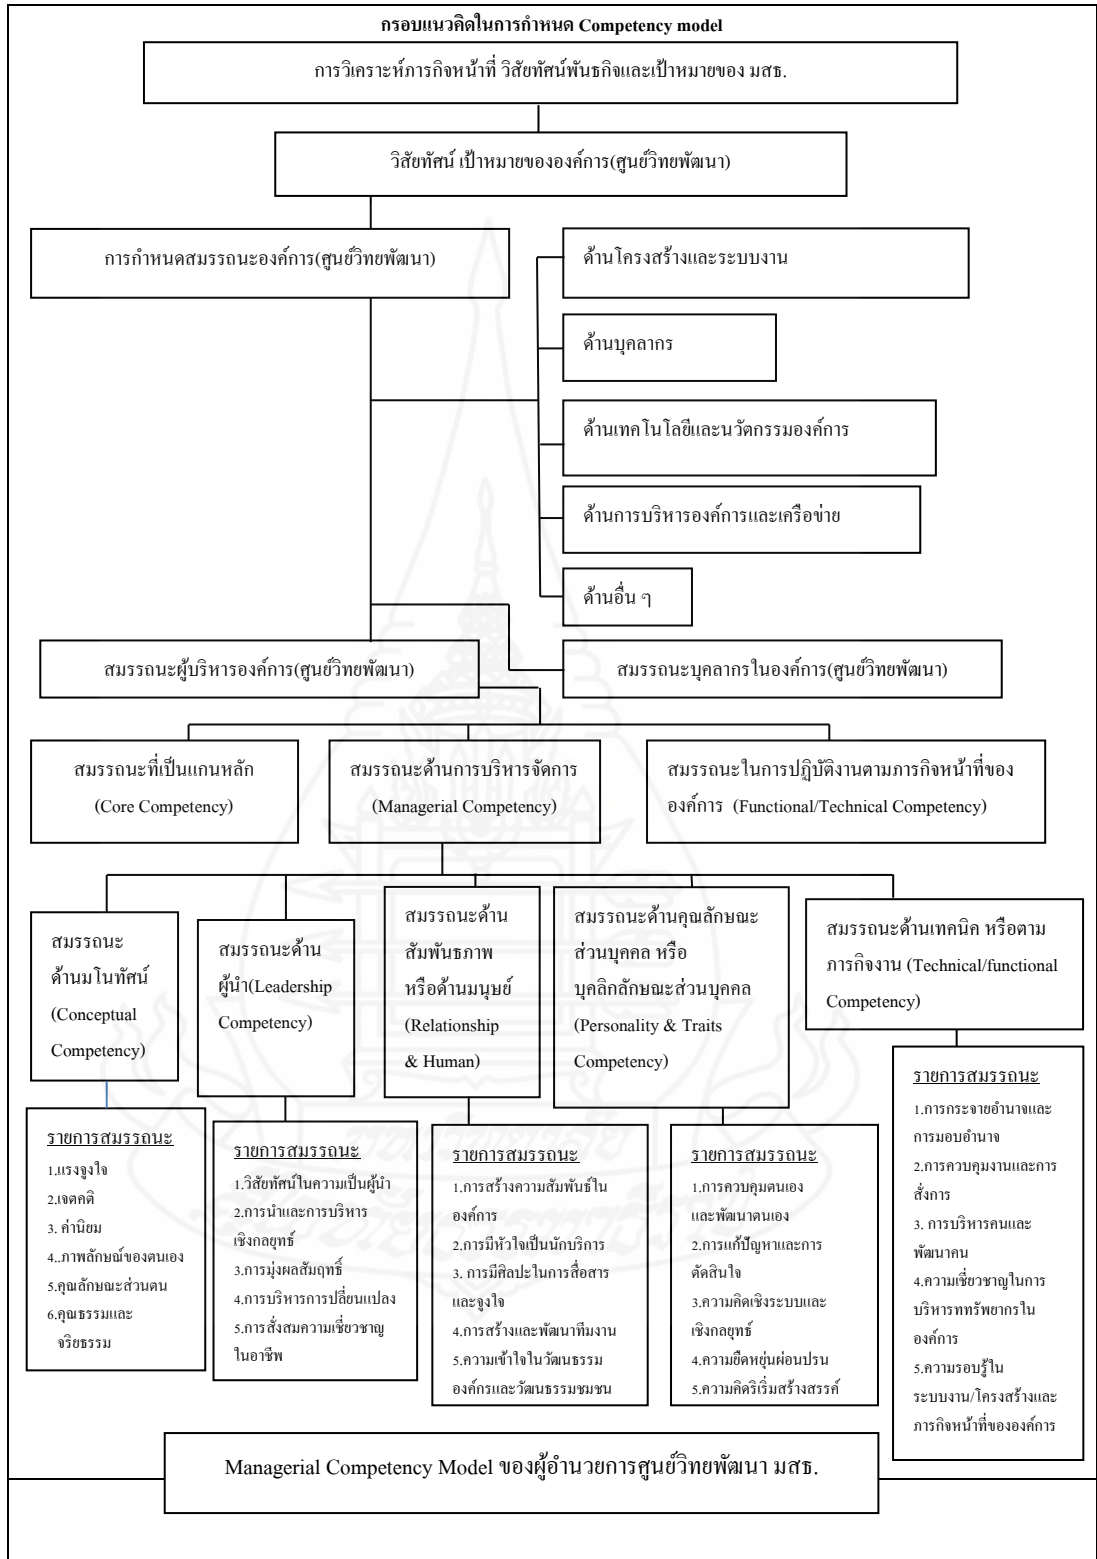 กรอบแนวคิดในการกำหนด Competency model
การวิเคราะห์ภารกิจหน้าที่ วิสัยทัศน์พันธกิจและเป้าหมายของ มสธ.
วิสัยทัศน์ เป้าหมายขององค์การ(ศูนย์วิทยพัฒนา)
การกำหนดสมรรถนะองค์การ(ศูนย์วิทยพัฒนา)
ด้านโครงสร้างและระบบงาน
ด้านบุคลากร
ด้านเทคโนโลยีและนวัตกรรมองค์การ
ด้านการบริหารองค์การและเครือข่าย
ด้านอื่น ๆ
สมรรถนะผู้บริหารองค์การ(ศูนย์วิทยพัฒนา)
สมรรถนะบุคลากรในองค์การ(ศูนย์วิทยพัฒนา)
สมรรถนะที่เป็นแกนหลัก
(Core Competency)
สมรรถนะด้านการบริหารจัดการ
(Managerial Competency)
สมรรถนะในการปฏิบัติงานตามภารกิจหน้าที่ของ
องค์การ (Functional/Technical Competency)
สมรรถนะ
ด้านมโนทัศน์
(Conceptual
Competency)
สมรรถนะด้าน
ผู้นำ(Leadership
Competency)
สมรรถนะด้าน
สัมพันธภาพ
หรือด้านมนุษย์
(Relationship
& Human)
สมรรถนะด้านคุณลักษณะ
ส่วนบุคคล หรือ
บุคลิกลักษณะส่วนบุคคล
(Personality & Traits
Competency)
สมรรถนะด้านเทคนิค หรือตาม
ภารกิจงาน (Technical/functional
Competency)
รายการสมรรถนะ
1.แรงจูงใจ
2.เจตคติ
3. ค่านิยม
4..ภาพลักษณ์ของตนเอง
5.คุณลักษณะส่วนตน
6.คุณธรรมและ
จริยธรรม
รายการสมรรถนะ
1.วิสัยทัศน์ในความเป็นผู้นำ
2.การนำและการบริหาร
เชิงกลยุทธ์
3.การมุ่งผลสัมฤทธิ์
4.การบริหารการเปลี่ยนแปลง
5.การสั่งสมความเชี่ยวชาญ
ในอาชีพ
รายการสมรรถนะ
1.การสร้างความสัมพันธ์ใน
องค์การ
2.การมีหัวใจเป็นนักบริการ
3. การมีศิลปะในการสื่อสาร
และจูงใจ
4.การสร้างและพัฒนาทีมงาน
5.ความเข้าใจในวัฒนธรรม
องค์กรและวัฒนธรรมชุมชน
รายการสมรรถนะ
1.การควบคุมตนเอง
และพัฒนาตนเอง
2.การแก้ปัญหาและการ
ตัดสินใจ
3.ความคิดเชิงระบบและ
เชิงกลยุทธ์
4.ความยืดหยุ่นผ่อนปรน
5.ความคิดริเริ่มสร้างสรรค์
รายการสมรรถนะ
1.การกระจายอำนาจและ
การมอบอำนาจ
2.การควบคุมงานและการ
สั่งการ
3. การบริหารคนและ
พัฒนาคน
4.ความเชี่ยวชาญในการ
บริหารททรัพยากรใน
องค์การ
5.ความรอบรู้ใน
ระบบงาน/โครงสร้างและ
ภารกิจหน้าที่ขององค์การ
Managerial Competency Model ของผู้อำนวยการศูนย์วิทยพัฒนา มสธ.